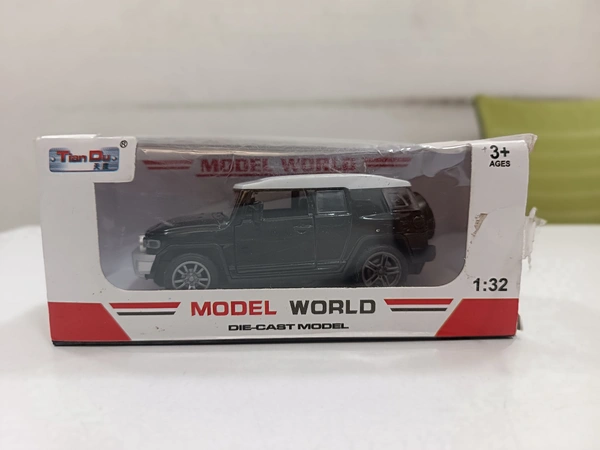 Tian Du ®
3+
AGES
MODEL WORLD
1:32
MODEL WORLD
DIE-CAST MODEL